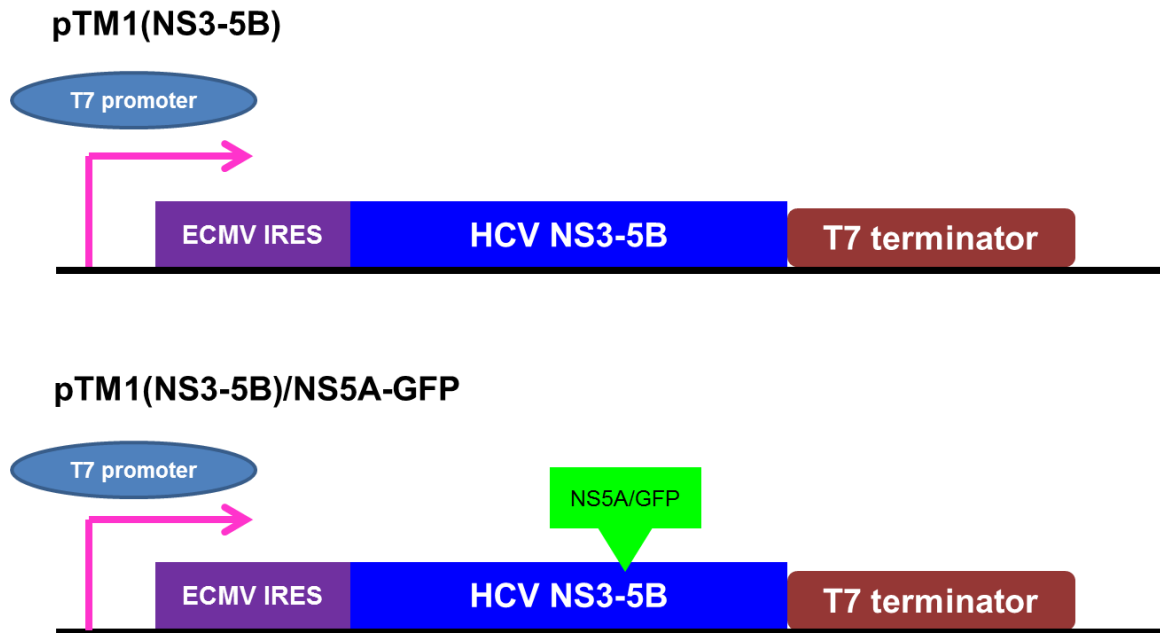 pTM1(NS3-5B)
T7 promoter
ECMV IRES
HCV NS3-5B
T7 terminator
pTM1(NS3-5B)/NS5A-GFP
T7 promoter
NS5A/GFP
ECMV IRES
HCV NS3-5B
T7 terminator